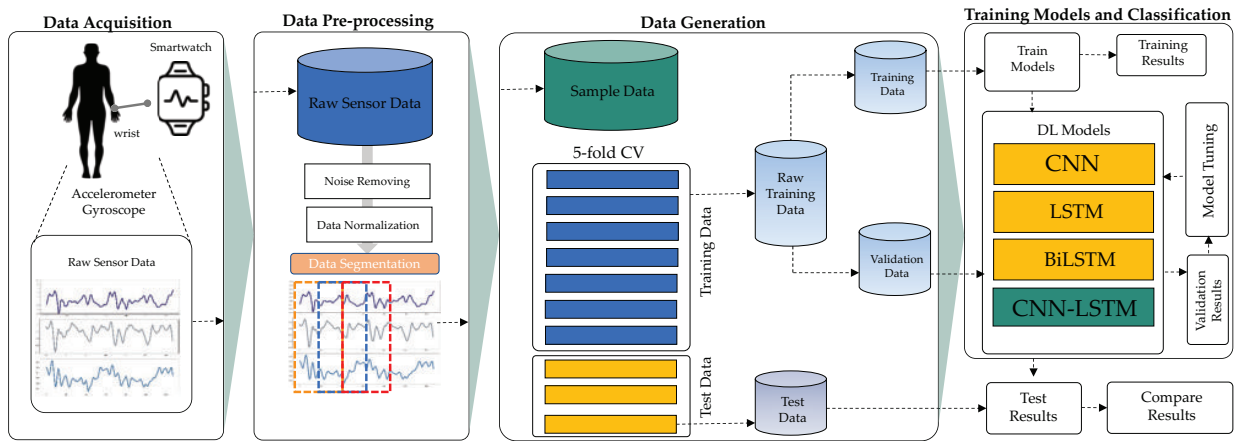 Data Acquisition
Smartwatch
wrist
Accelerometer
Gyroscope
Raw Sensor Data
Data Pre-processing
Raw Sensor Data
Noise Removing
Data Normalization
Data Segmentation
Data Generation
Sample Data
5-fold CV
Training Data
Test Data
Raw
Training
Data
Training
Data
Validation
Data
Test
Data
Training Models and Classification
Train
Models
Training
Results
DL Models
CNN
LSTM
BiLSTM
CNN-LSTM
Model Tuning
Validation
Results
Test
Results
Compare
Results